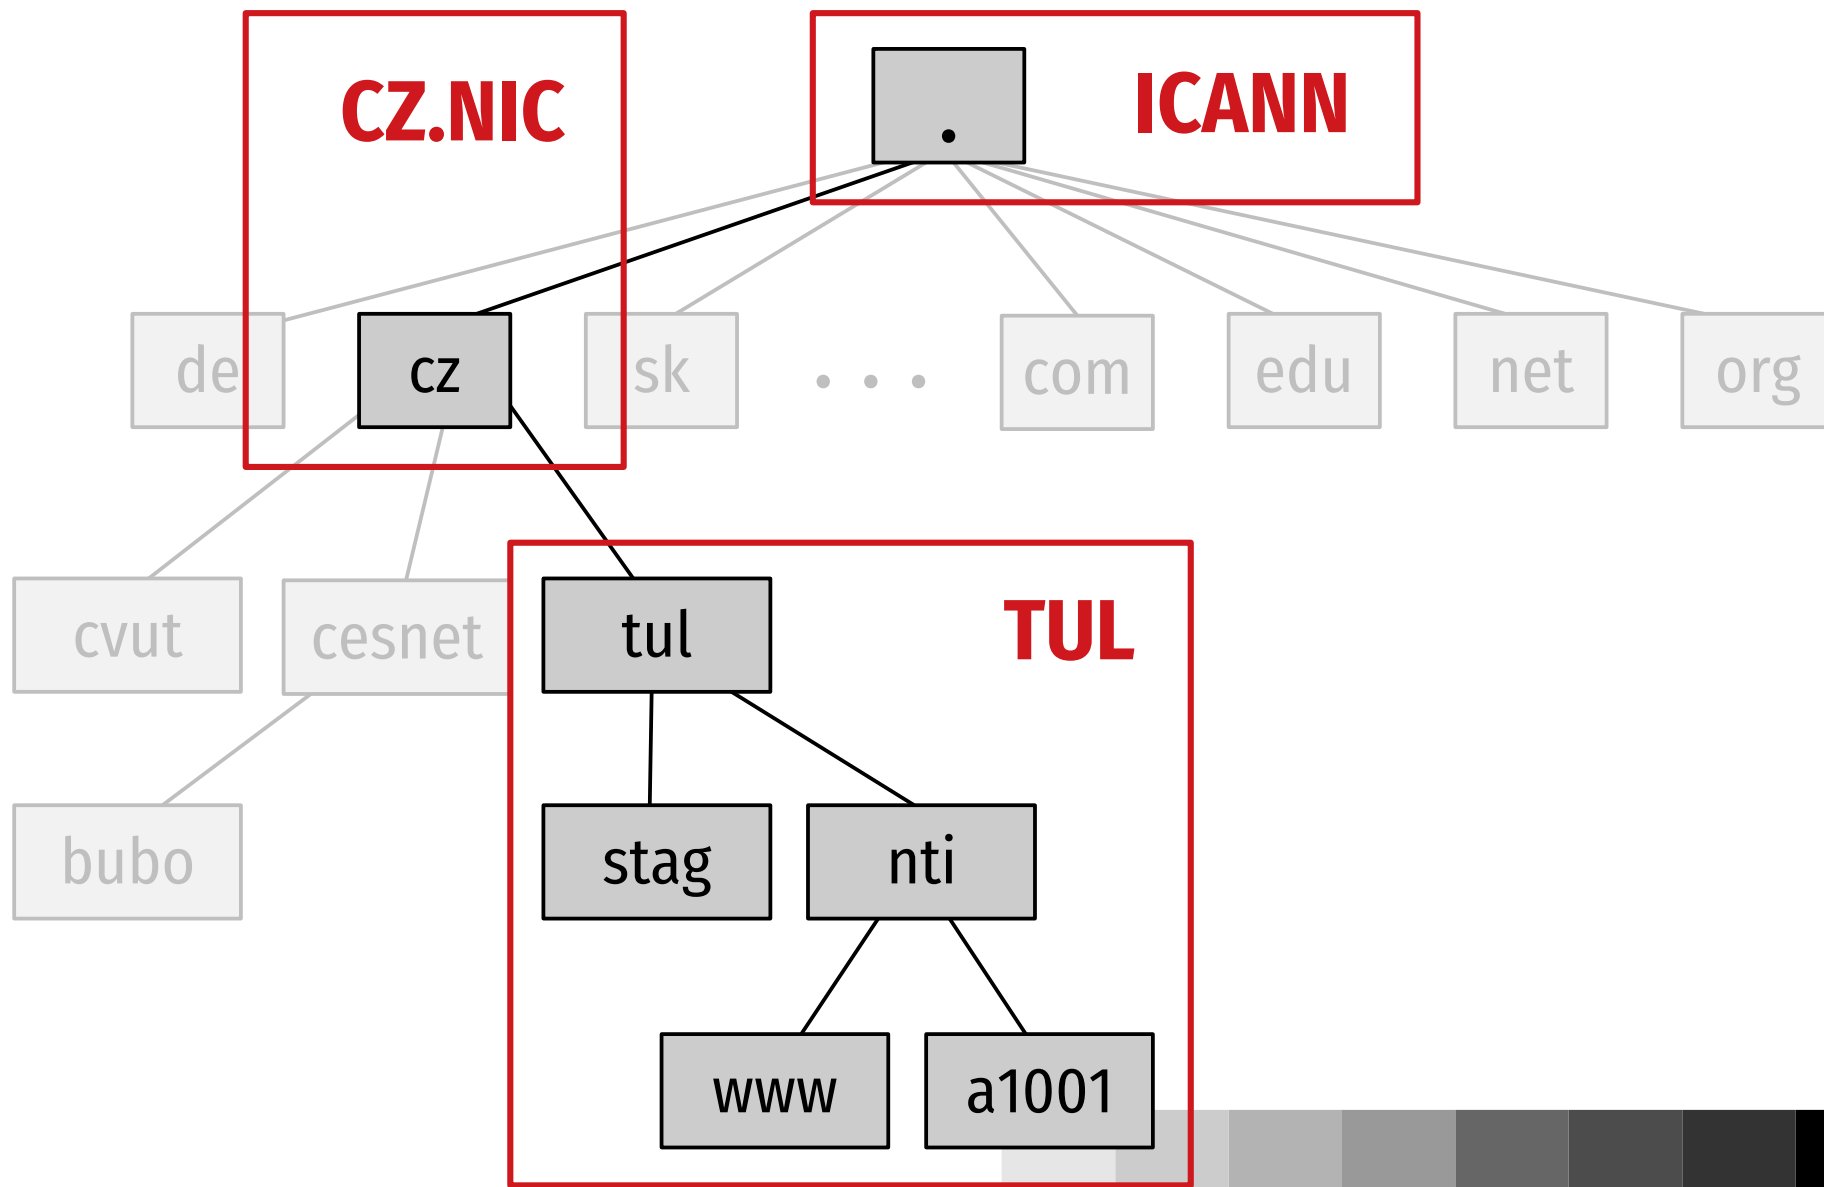 CZ.NIC
.
ICANN
de
cz
sk
...
com
edu
net
org
cvut
cesnet
tul
TUL
bubo
stag
nti
www
a1001